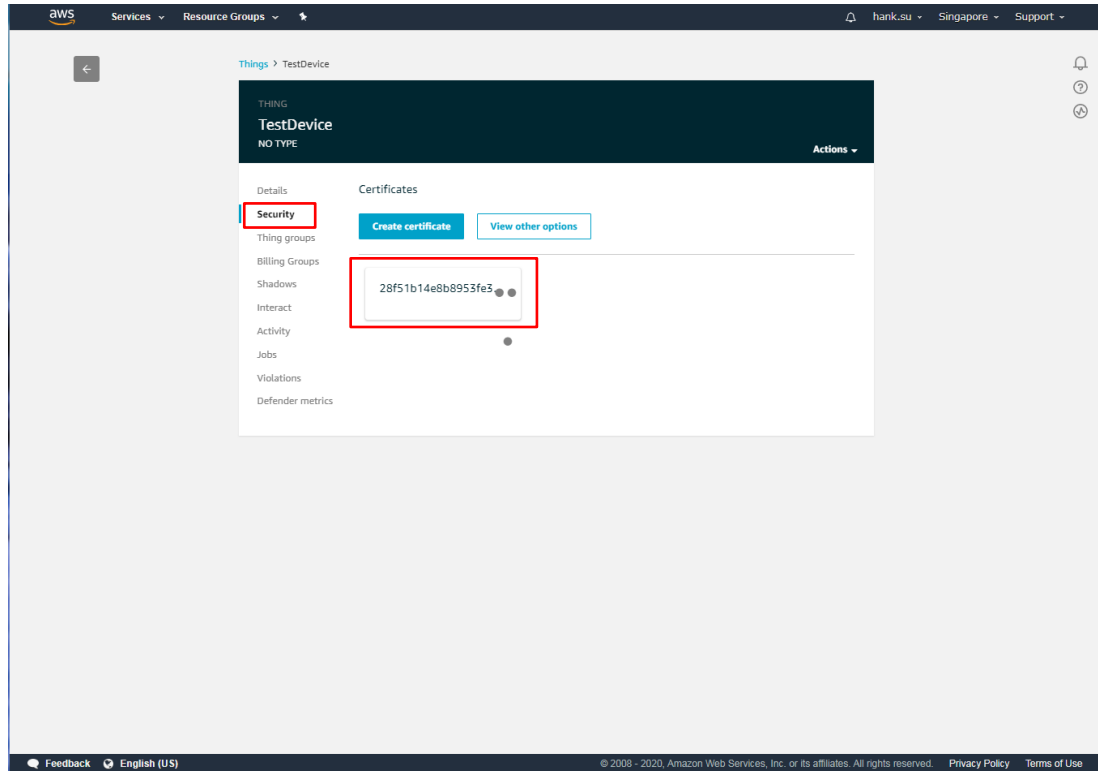 aws Services Resource Groups hank.su Singapore Support
Things > TestDevice
THING
TestDevice
NO TYPE
Actions
Details
Security
Thing groups
Billing Groups
Shadows
Interact
Activity
Jobs
Violations
Defender metrics
Certificates
Create certificate View other options
28f51b14e8b8953fe3
Feedback English (US) © 2008 - 2020, Amazon Web Services, Inc. or its affiliates. All rights reserved. Privacy Policy Terms of Use